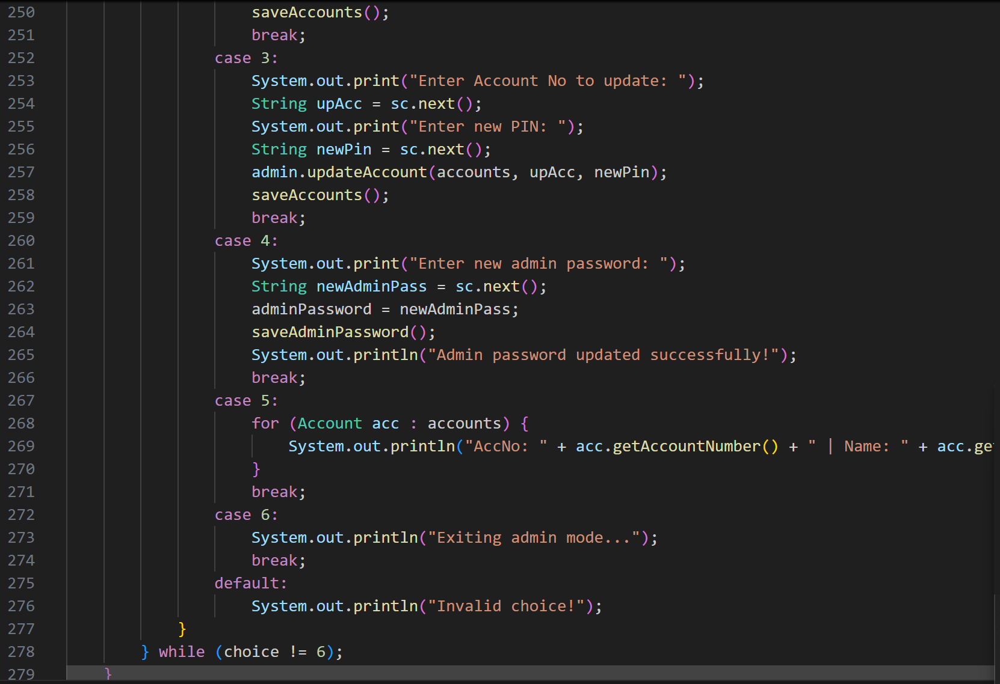 250 saveAccounts();
251 break;
252 case 3:
253 System.out.print("Enter Account No to update: ");
254 String upAcc = sc.next();
255 System.out.print("Enter new PIN: ");
256 String newPin = sc.next();
257 admin.updateAccount(accounts, upAcc, newPin);
258 saveAccounts();
259 break;
260 case 4:
261 System.out.print("Enter new admin password: ");
262 String newAdminPass = sc.next();
263 adminPassword = newAdminPass;
264 saveAdminPassword();
265 System.out.println("Admin password updated successfully!");
266 break;
267 case 5:
268 for (Account acc : accounts) {
269 System.out.println("AccNo: " + acc.getAccountNumber() + " | Name: " + acc.get
270 }
271 break;
272 case 6:
273 System.out.println("Exiting admin mode...");
274 break;
275 default:
276 System.out.println("Invalid choice!");
277 }
278 } while (choice != 6);
279 }